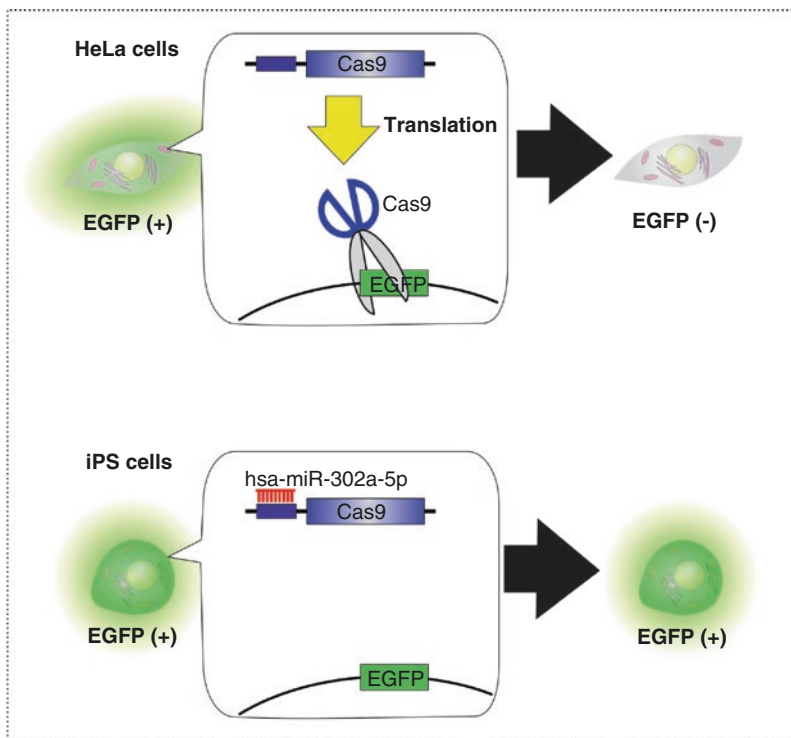 HeLa cells
Cas9
Translation
Cas9
EGFP
EGFP (+)
EGFP (-)
iPS cells
hsa-miR-302a-5p
Cas9
EGFP (+)
EGFP (+)
EGFP